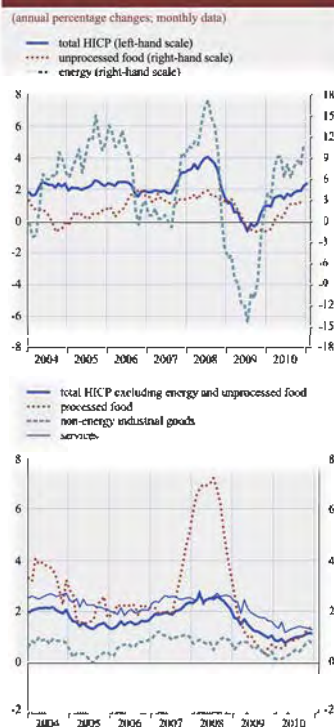 (annual percentage changes; monthly data)
total HICP (left-hand scale)
unprocessed food (right-hand scale)
energy (right-hand scale)
8 18
15
6 12
4 9
6
2 3
0 0
-3
-2 -6
-4 -9
-12
-6 -15
-8 -18
2004 2005 2006 2007 2008 2009 2010
total HICP excluding energy and unprocessed food
processed food
non-energy industrial goods
services
8 8
6 6
4 4
2 2
0 0
-2 -2
2004 2005 2006 2007 2008 2009 2010